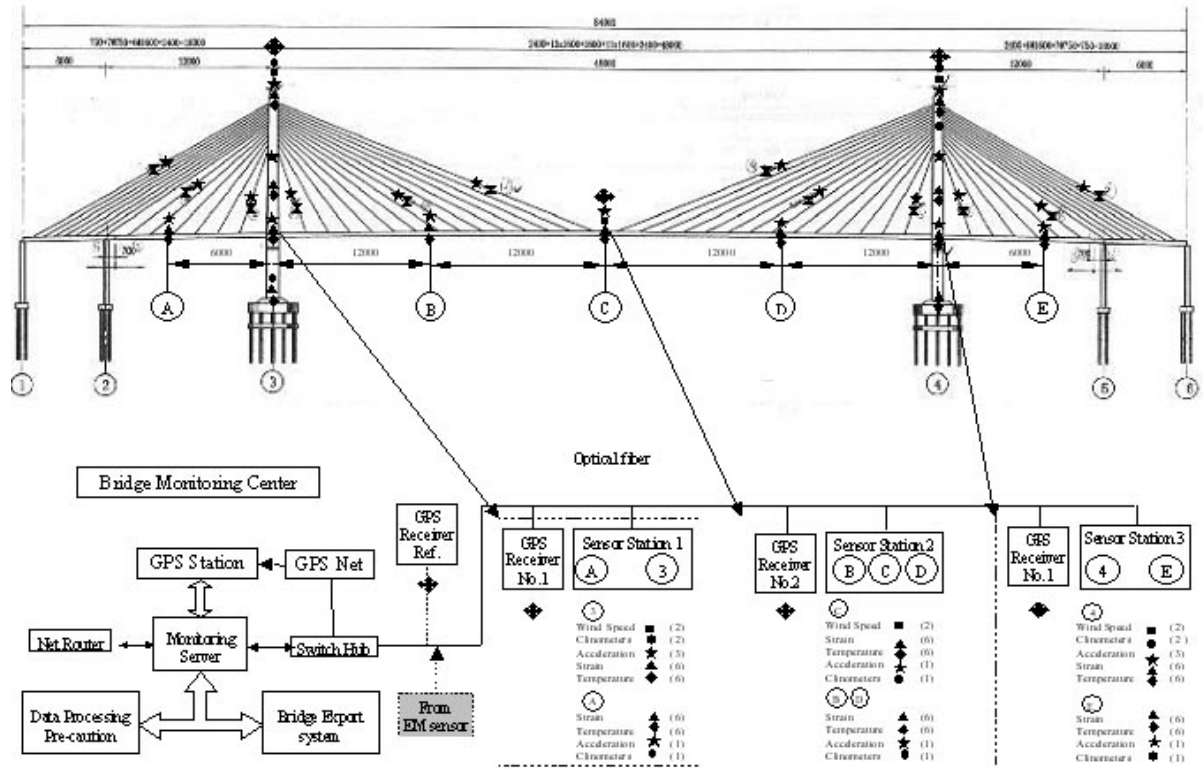 84000
48000
12000
12000
6000
6000
12000
12000
12000
12000
6000
A
B
C
D
E
1
2
3
4
5
6
Optical fiber
Bridge Monitoring Center
GPS Station
GPS Net
GPS
Receiver
Ref.
Net Router
Monitoring
Server
Switch Hub
Data Processing
Pre-caution
Bridge Expert
system
From
EM sensor
GPS
Receiver
No.1
Sensor Station 1
A 3
3
Wind Speed (2)
Clinometers (2)
Acceleration (3)
Strain (6)
Temperature (6)
A
Strain (6)
Temperature (6)
Acceleration (1)
Clinometers (1)
GPS
Receiver
No.2
Sensor Station 2
B C D
C
Wind Speed (2)
Strain (6)
Temperature (6)
Acceleration (1)
Clinometers (1)
B D
Strain (6)
Temperature (6)
Acceleration (1)
Clinometers (1)
GPS
Receiver
No.1
Sensor Station 3
4 E
4
Wind Speed (2)
Clinometers (2)
Acceleration (3)
Strain (6)
Temperature (6)
E
Strain (6)
Temperature (6)
Acceleration (1)
Clinometers (1)